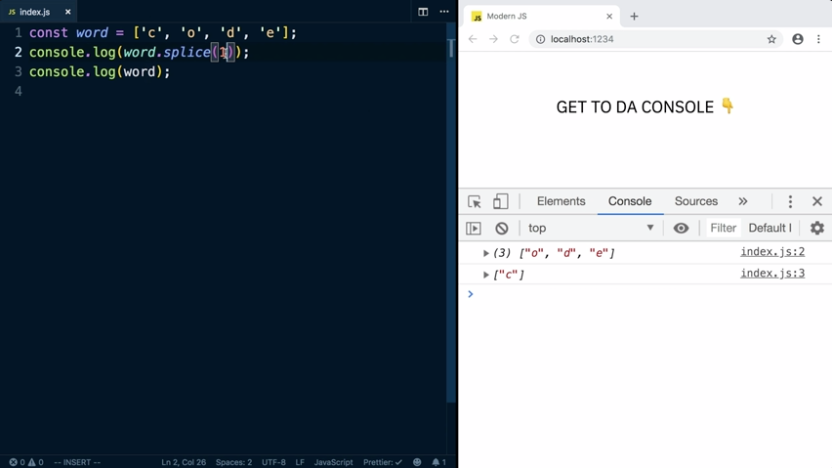 JS index.js ×
1 const word = ['c', 'o', 'd', 'e'];
2 console.log(word.splice(1));
3 console.log(word);
4
0 0 -- INSERT -- Ln 2, Col 26 Spaces: 2 UTF-8 LF JavaScript Prettier: ✓ 1
JS Modern JS × +
localhost:1234
GET TO DA CONSOLE 👇
Elements Console Sources »
top Filter Default l
(3) ["o", "d", "e"] index.js:2
["c"] index.js:3